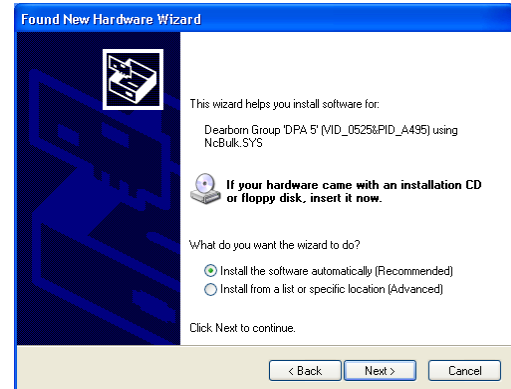 Found New Hardware Wizard
This wizard helps you install software for:
Dearborn Group 'DPA 5' (VID_0525&PID_A495) using
NcBulk.SYS
If your hardware came with an installation CD
or floppy disk, insert it now.
What do you want the wizard to do?
Install the software automatically (Recommended)
Install from a list or specific location (Advanced)
Click Next to continue.
< Back
Next >
Cancel